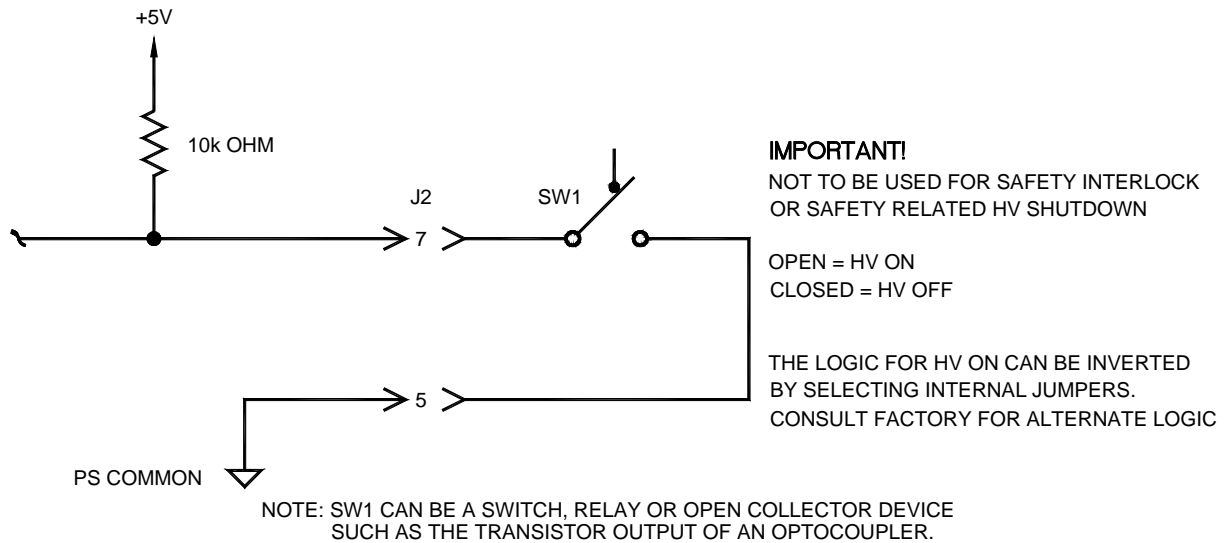 +5V
10k OHM
J2
SW1
7
5
PS COMMON
IMPORTANT!
NOT TO BE USED FOR SAFETY INTERLOCK
OR SAFETY RELATED HV SHUTDOWN
OPEN = HV ON
CLOSED = HV OFF
THE LOGIC FOR HV ON CAN BE INVERTED
BY SELECTING INTERNAL JUMPERS.
CONSULT FACTORY FOR ALTERNATE LOGIC
NOTE: SW1 CAN BE A SWITCH, RELAY OR OPEN COLLECTOR DEVICE
SUCH AS THE TRANSISTOR OUTPUT OF AN OPTOCOUPLER.